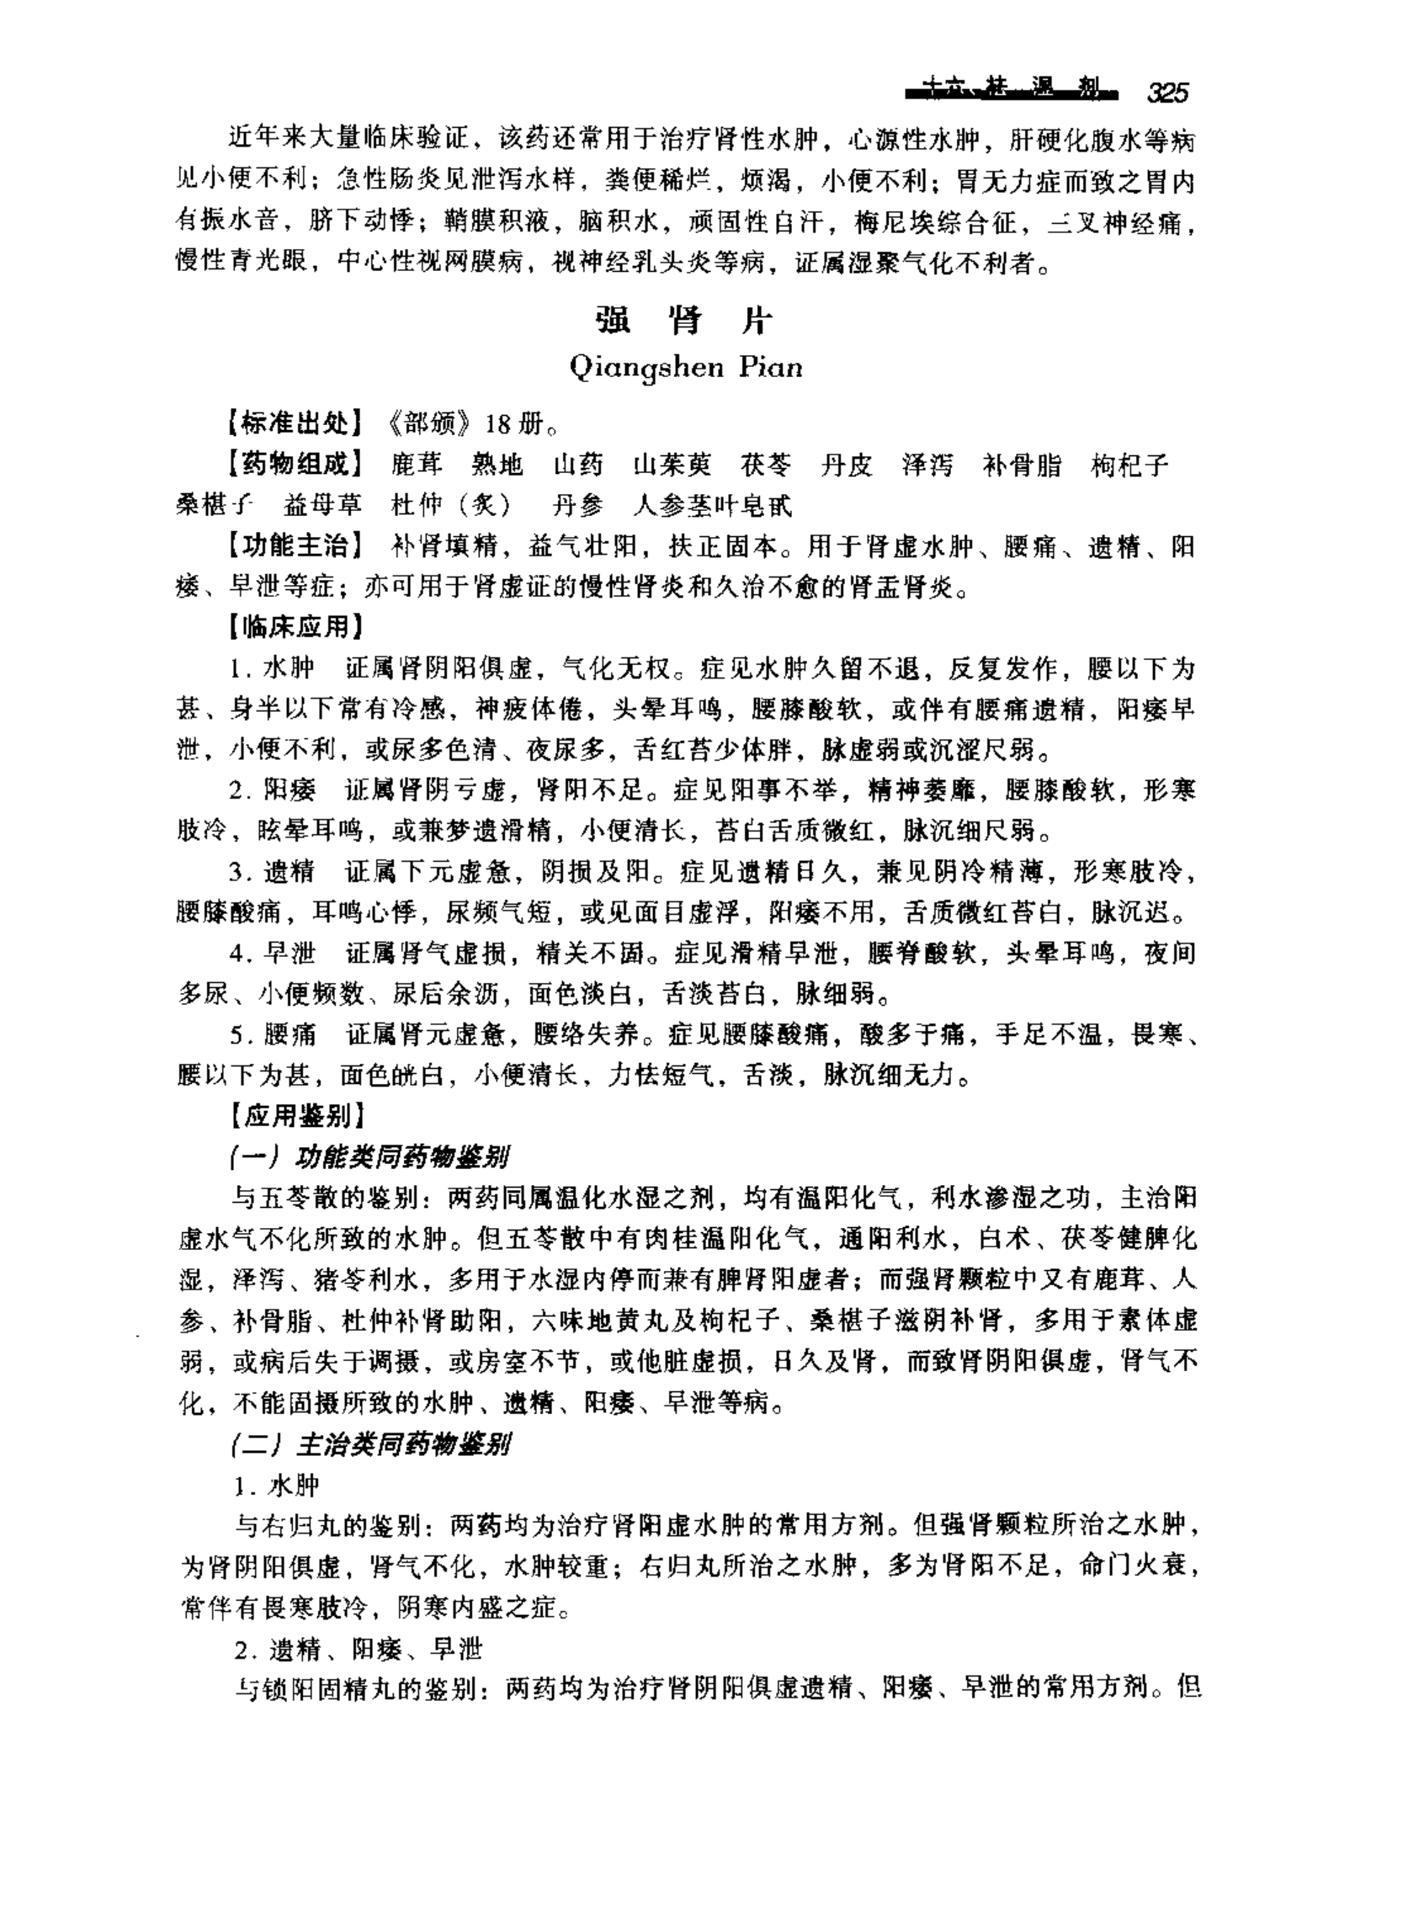 十六、祛湿剂 325
近年来大量临床验证，该药还常用于治疗肾性水肿，心源性水肿，肝硬化腹水等病
见小便不利；急性肠炎见泄泻水样，粪便稀烂，烦渴，小便不利；胃无力症而致之胃内
有振水音，脐下动悸；鞘膜积液，脑积水，顽固性自汗，梅尼埃综合征，三叉神经痛，
慢性青光眼，中心性视网膜病，视神经乳头炎等病，证属湿聚气化不利者。
强 肾 片
Qiangshen Pian
【标准出处】《部颁》18 册。
【药物组成】 鹿茸 熟地 山药 山茱萸 茯苓 丹皮 泽泻 补骨脂 枸杞子
桑椹子 益母草 杜仲（炙） 丹参 人参茎叶皂甙
【功能主治】 补肾填精，益气壮阳，扶正固本。用于肾虚水肿、腰痛、遗精、阳
痿、早泄等症；亦可用于肾虚证的慢性肾炎和久治不愈的肾盂肾炎。
【临床应用】
1. 水肿 证属肾阴阳俱虚，气化无权。症见水肿久留不退，反复发作，腰以下为
甚、身半以下常有冷感，神疲体倦，头晕耳鸣，腰膝酸软，或伴有腰痛遗精，阳痿早
泄，小便不利，或尿多色清、夜尿多，舌红苔少体胖，脉虚弱或沉涩尺弱。
2. 阳痿 证属肾阴亏虚，肾阳不足。症见阳事不举，精神萎靡，腰膝酸软，形寒
肢冷，眩晕耳鸣，或兼梦遗滑精，小便清长，苔白舌质微红，脉沉细尺弱。
3. 遗精 证属下元虚惫，阴损及阳。症见遗精日久，兼见阴冷精薄，形寒肢冷，
腰膝酸痛，耳鸣心悸，尿频气短，或见面目虚浮，阳痿不用，舌质微红苔白，脉沉迟。
4. 早泄 证属肾气虚损，精关不固。症见滑精早泄，腰脊酸软，头晕耳鸣，夜间
多尿、小便频数、尿后余沥，面色淡白，舌淡苔白，脉细弱。
5. 腰痛 证属肾元虚惫，腰络失养。症见腰膝酸痛，酸多于痛，手足不温，畏寒、
腰以下为甚，面色㿠白，小便清长，力怯短气，舌淡，脉沉细无力。
【应用鉴别】
（一）功能类同药物鉴别
与五苓散的鉴别：两药同属温化水湿之剂，均有温阳化气，利水渗湿之功，主治阳
虚水气不化所致的水肿。但五苓散中有肉桂温阳化气，通阳利水，白术、茯苓健脾化
湿，泽泻、猪苓利水，多用于水湿内停而兼有脾肾阳虚者；而强肾颗粒中又有鹿茸、人
参、补骨脂、杜仲补肾助阳，六味地黄丸及枸杞子、桑椹子滋阴补肾，多用于素体虚
弱，或病后失于调摄，或房室不节，或他脏虚损，日久及肾，而致肾阴阳俱虚，肾气不
化，不能固摄所致的水肿、遗精、阳痿、早泄等病。
（二）主治类同药物鉴别
1. 水肿
与右归丸的鉴别：两药均为治疗肾阳虚水肿的常用方剂。但强肾颗粒所治之水肿，
为肾阴阳俱虚，肾气不化，水肿较重；右归丸所治之水肿，多为肾阳不足，命门火衰，
常伴有畏寒肢冷，阴寒内盛之症。
2. 遗精、阳痿、早泄
与锁阳固精丸的鉴别：两药均为治疗肾阴阳俱虚遗精、阳痿、早泄的常用方剂。但